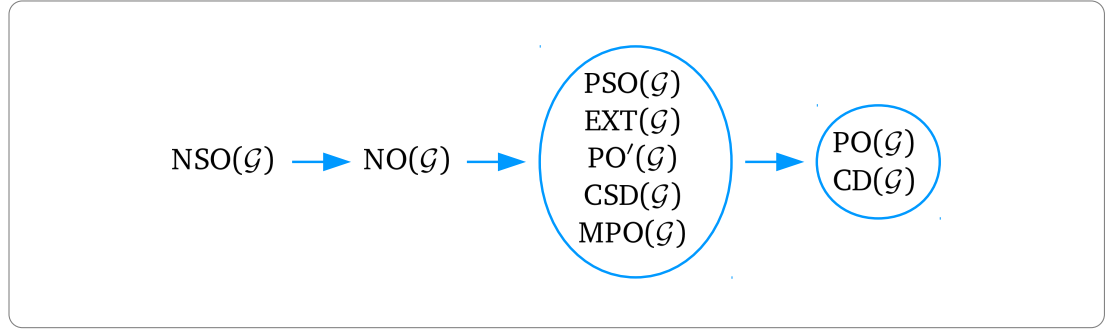 NSO(𝒢)
NO(𝒢)
PSO(𝒢)
EXT(𝒢)
PO′(𝒢)
CSD(𝒢)
MPO(𝒢)
PO(𝒢)
CD(𝒢)